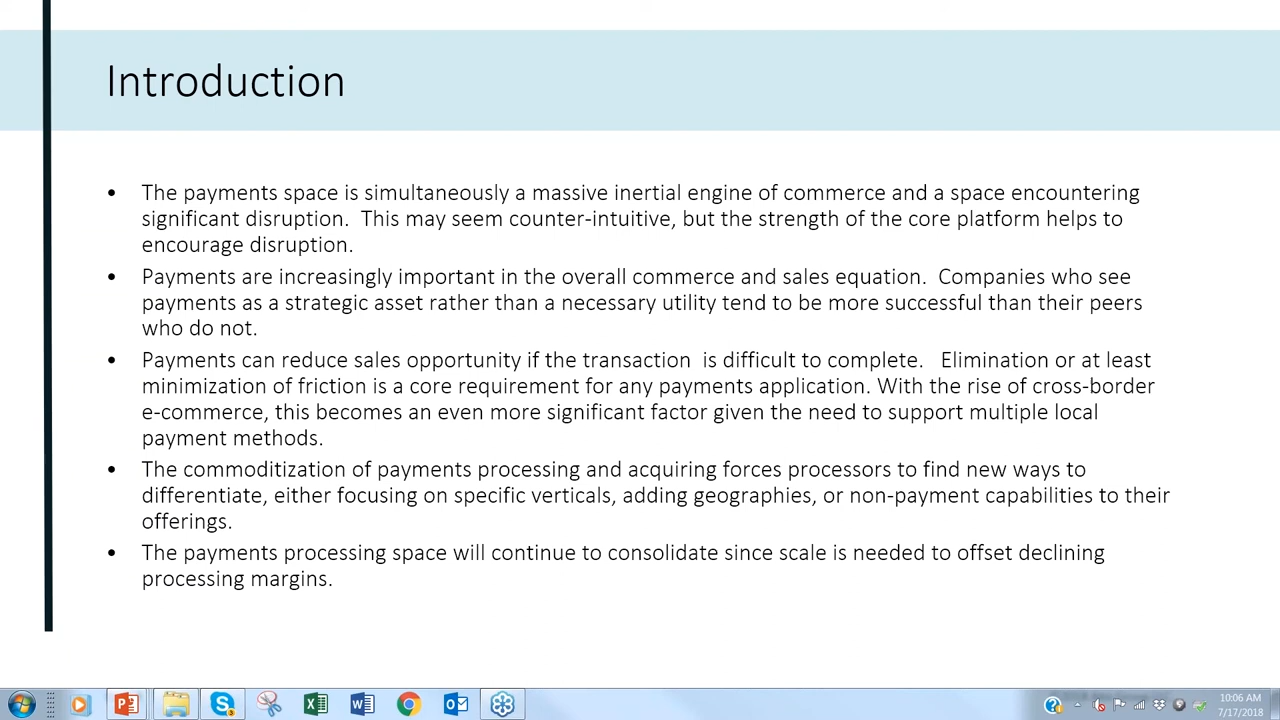 Introduction
• The payments space is simultaneously a massive inertial engine of commerce and a space encountering
significant disruption.  This may seem counter-intuitive, but the strength of the core platform helps to
encourage disruption.
• Payments are increasingly important in the overall commerce and sales equation.  Companies who see
payments as a strategic asset rather than a necessary utility tend to be more successful than their peers
who do not.
• Payments can reduce sales opportunity if the transaction  is difficult to complete.   Elimination or at least
minimization of friction is a core requirement for any payments application. With the rise of cross-border
e-commerce, this becomes an even more significant factor given the need to support multiple local
payment methods.
• The commoditization of payments processing and acquiring forces processors to find new ways to
differentiate, either focusing on specific verticals, adding geographies, or non-payment capabilities to their
offerings.
• The payments processing space will continue to consolidate since scale is needed to offset declining
processing margins.
10:06 AM
7/17/2018